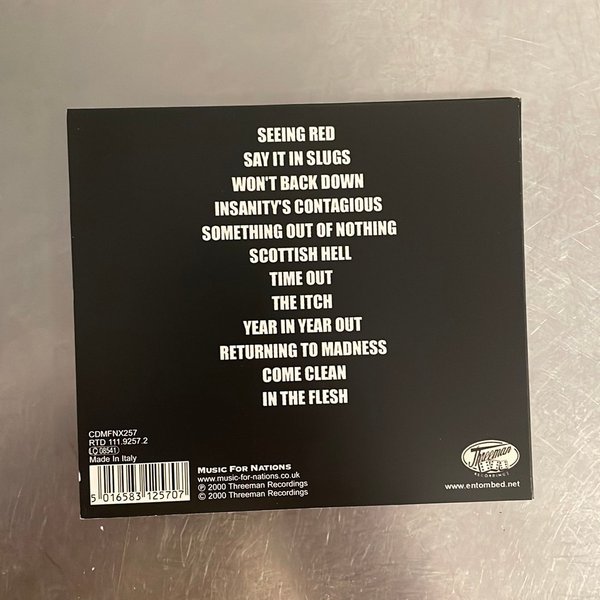 SEEING RED
SAY IT IN SLUGS
WON'T BACK DOWN
INSANITY'S CONTAGIOUS
SOMETHING OUT OF NOTHING
SCOTTISH HELL
TIME OUT
THE ITCH
YEAR IN YEAR OUT
RETURNING TO MADNESS
COME CLEAN
IN THE FLESH
CDMFNX257
RTD 111.9257.2
LC 08541
Made In Italy
5 016583 125707
MUSIC FOR NATIONS
www.music-for-nations.co.uk
℗ 2000 Threeman Recordings
© 2000 Threeman Recordings
Threeman
RECORDINGS
www.entombed.net